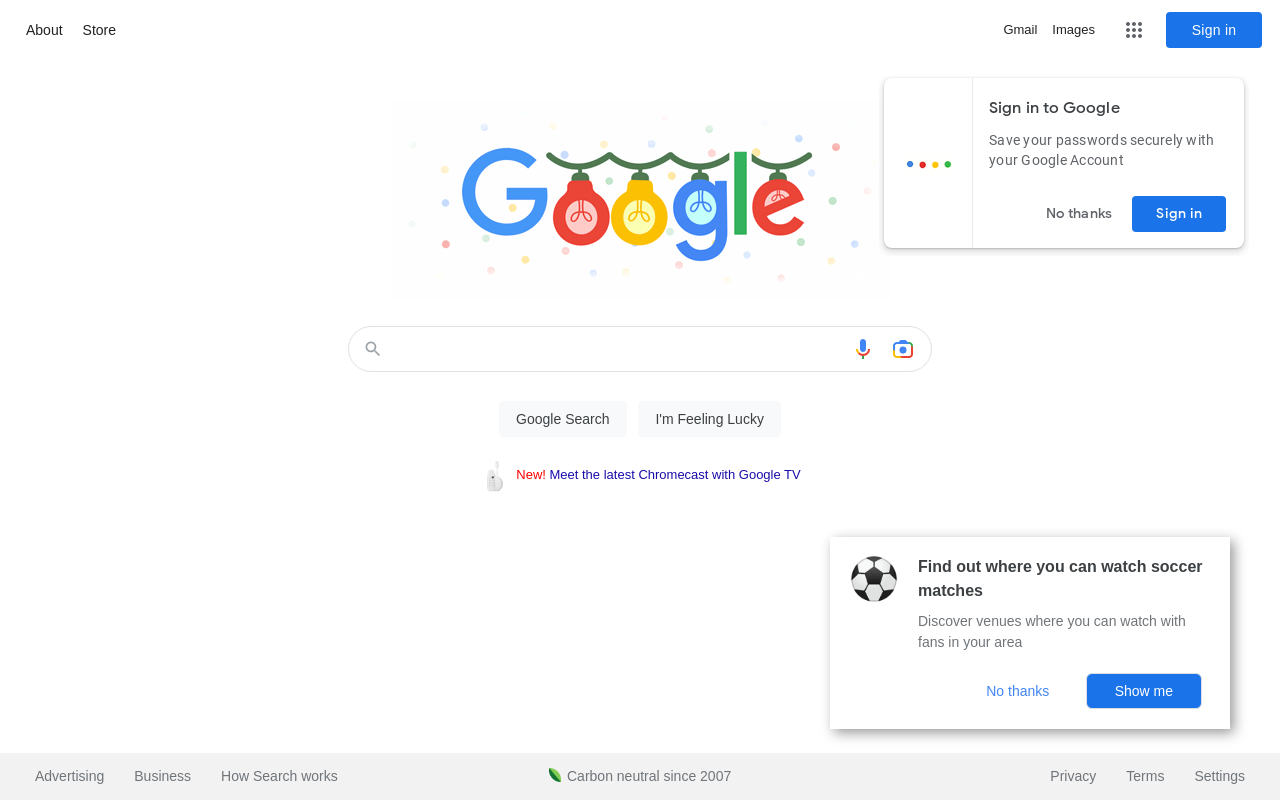 About Store
Gmail Images Sign in
Google
Sign in to Google
Save your passwords securely with
your Google Account
No thanks Sign in
Google Search I'm Feeling Lucky
New! Meet the latest Chromecast with Google TV
Find out where you can watch soccer
matches
Discover venues where you can watch with
fans in your area
No thanks Show me
Advertising Business How Search works Carbon neutral since 2007 Privacy Terms Settings